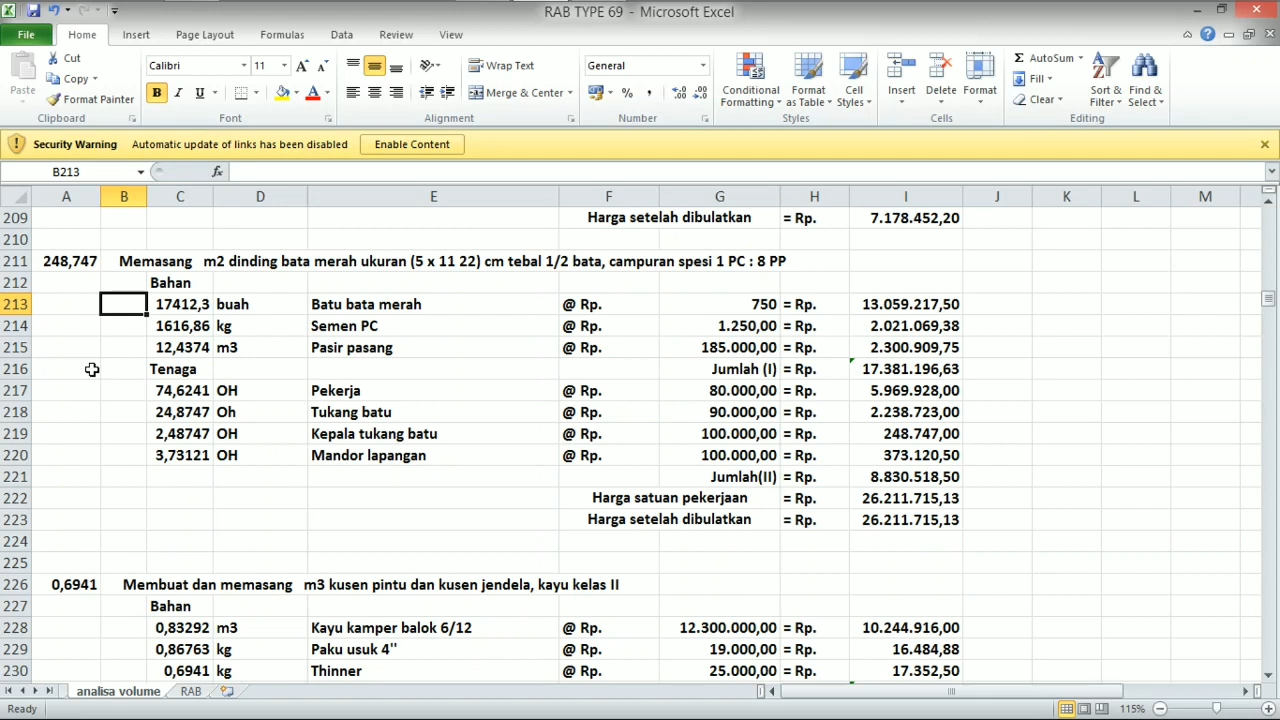 RAB TYPE 69 - Microsoft Excel
File Home Insert Page Layout Formulas Data Review View
Cut
Copy
Format Painter
Paste
Clipboard
Calibri 11
B I U
Font
Wrap Text
Merge & Center
Alignment
General
% ,
Number
Conditional Formatting
Format as Table
Cell Styles
Styles
Insert Delete Format
Cells
AutoSum
Fill
Clear
Sort & Filter
Find & Select
Editing
Security Warning Automatic update of links has been disabled Enable Content
B213 fx
A B C D E F G H I J K L M
209 Harga setelah dibulatkan = Rp. 7.178.452,20
210
211 248,747 Memasang m2 dinding bata merah ukuran (5 x 11 22) cm tebal 1/2 bata, campuran spesi 1 PC : 8 PP
212 Bahan
213 17412,3 buah Batu bata merah @ Rp. 750 = Rp. 13.059.217,50
214 1616,86 kg Semen PC @ Rp. 1.250,00 = Rp. 2.021.069,38
215 12,4374 m3 Pasir pasang @ Rp. 185.000,00 = Rp. 2.300.909,75
216 Tenaga Jumlah (I) = Rp. 17.381.196,63
217 74,6241 OH Pekerja @ Rp. 80.000,00 = Rp. 5.969.928,00
218 24,8747 Oh Tukang batu @ Rp. 90.000,00 = Rp. 2.238.723,00
219 2,48747 OH Kepala tukang batu @ Rp. 100.000,00 = Rp. 248.747,00
220 3,73121 OH Mandor lapangan @ Rp. 100.000,00 = Rp. 373.120,50
221 Jumlah(II) = Rp. 8.830.518,50
222 Harga satuan pekerjaan = Rp. 26.211.715,13
223 Harga setelah dibulatkan = Rp. 26.211.715,13
224
225
226 0,6941 Membuat dan memasang m3 kusen pintu dan kusen jendela, kayu kelas II
227 Bahan
228 0,83292 m3 Kayu kamper balok 6/12 @ Rp. 12.300.000,00 = Rp. 10.244.916,00
229 0,86763 kg Paku usuk 4'' @ Rp. 19.000,00 = Rp. 16.484,88
230 0,6941 kg Thinner @ Rp. 25.000,00 = Rp. 17.352,50
analisa volume RAB
Ready 115%